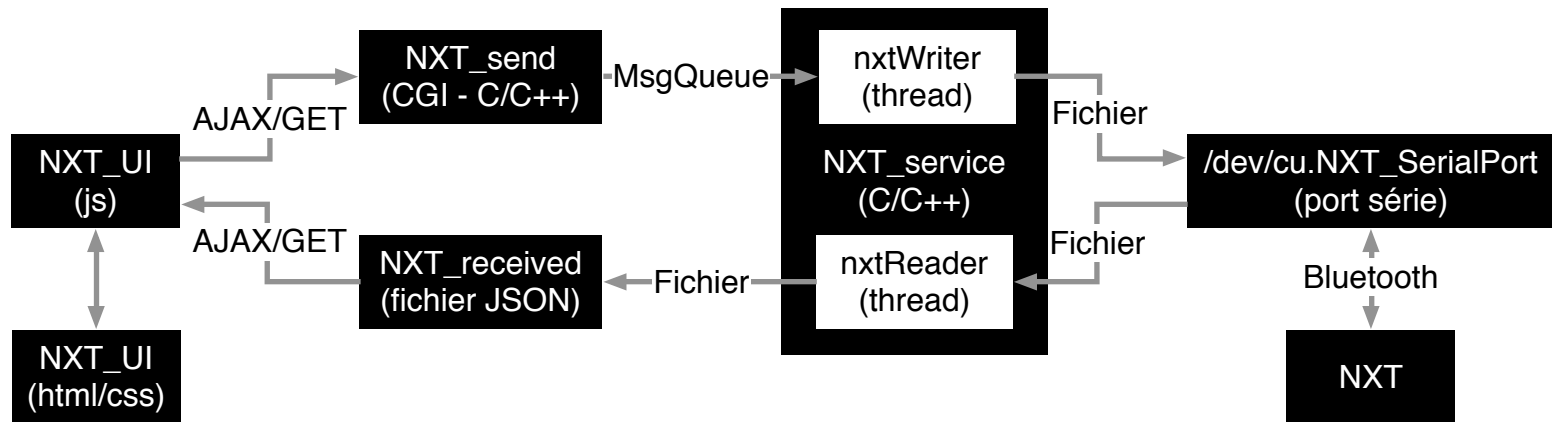 NXT_send
(CGI - C/C++)
MsgQueue
nxtWriter
(thread)
AJAX/GET
Fichier
NXT_UI
(js)
NXT_service
(C/C++)
/dev/cu.NXT_SerialPort
(port série)
AJAX/GET
NXT_received
(fichier JSON)
Fichier
nxtReader
(thread)
Fichier
Bluetooth
NXT_UI
(html/css)
NXT